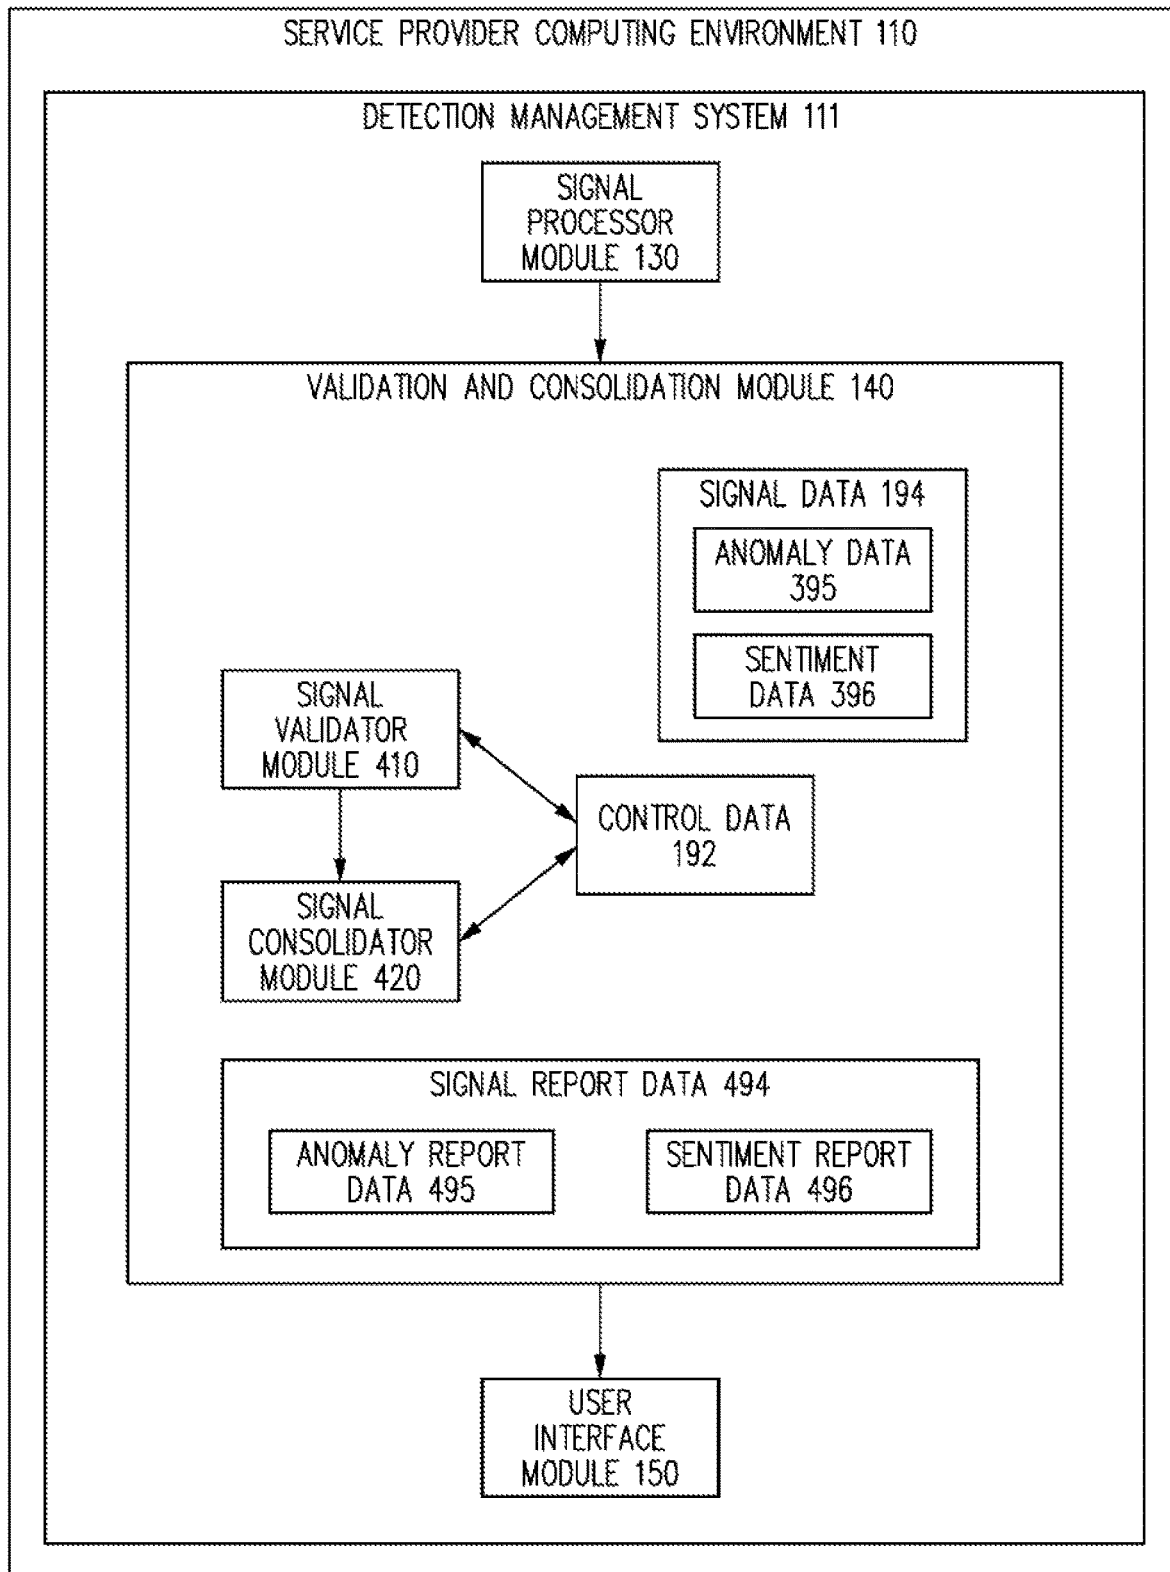 SERVICE PROVIDER COMPUTING ENVIRONMENT 110
DETECTION MANAGEMENT SYSTEM 111
SIGNAL
PROCESSOR
MODULE 130
VALIDATION AND CONSOLIDATION MODULE 140
SIGNAL DATA 194
ANOMALY DATA
395
SENTIMENT
DATA 396
SIGNAL
VALIDATOR
MODULE 410
CONTROL DATA
192
SIGNAL
CONSOLIDATOR
MODULE 420
SIGNAL REPORT DATA 494
ANOMALY REPORT
DATA 495
SENTIMENT REPORT
DATA 496
USER
INTERFACE
MODULE 150